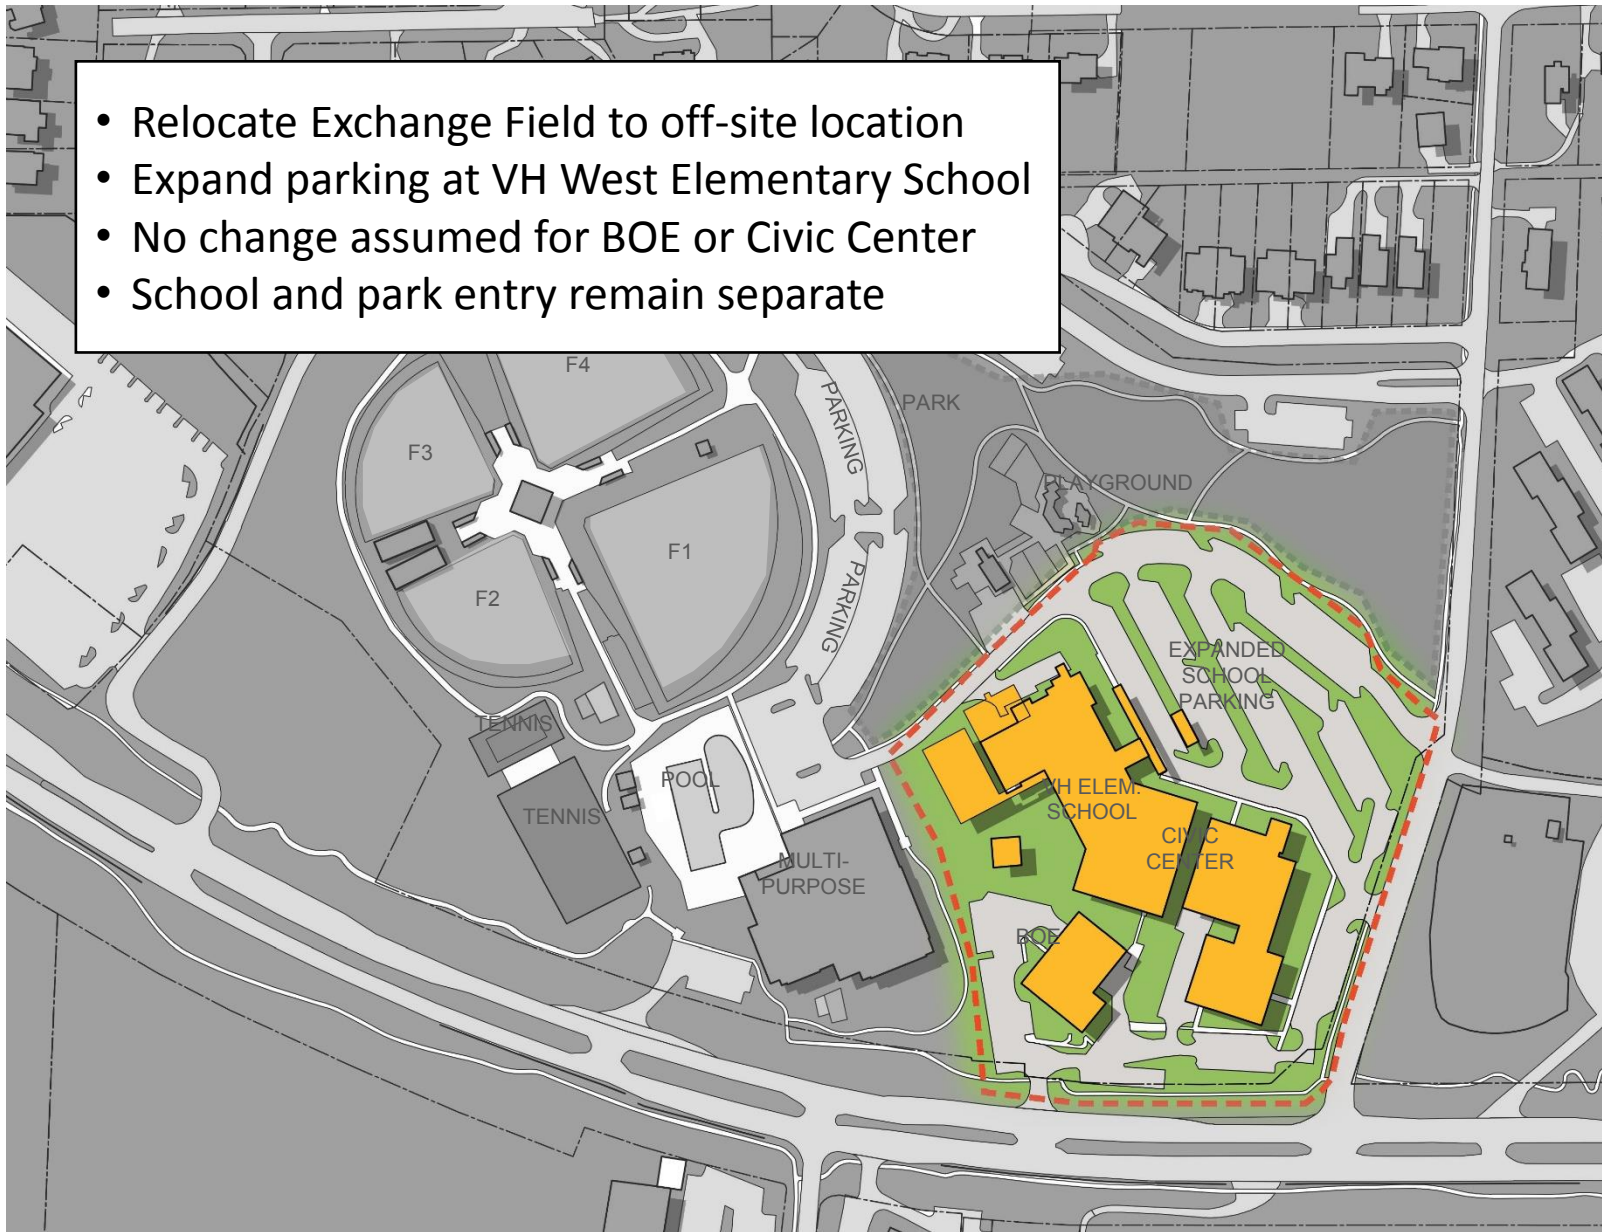 • Relocate Exchange Field to off-site location
• Expand parking at VH West Elementary School
• No change assumed for BOE or Civic Center
• School and park entry remain separate
F4
PARKING
PARK
F3
PLAYGROUND
F1
PARKING
F2
EXPANDED
SCHOOL
PARKING
TENNIS
POOL
TENNIS
VH ELEM.
SCHOOL
CIVIC
CENTER
MULTI-
PURPOSE
BOE